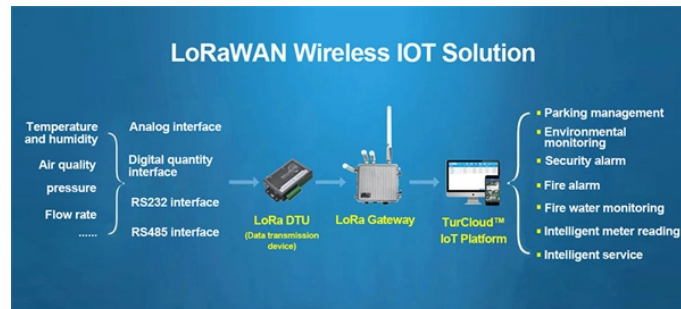 LoRaWAN Wireless IOT Solution
Temperature
and humidity
Air quality
pressure
Flow rate
......
Analog interface
Digital quantity
interface
RS232 interface
RS485 interface
LoRa DTU
(Data transmission
device)
LoRa Gateway
TurCloud™
IoT Platform
Parking management
Environmental
monitoring
Security alarm
Fire alarm
Fire water monitoring
Intelligent meter reading
Intelligent service